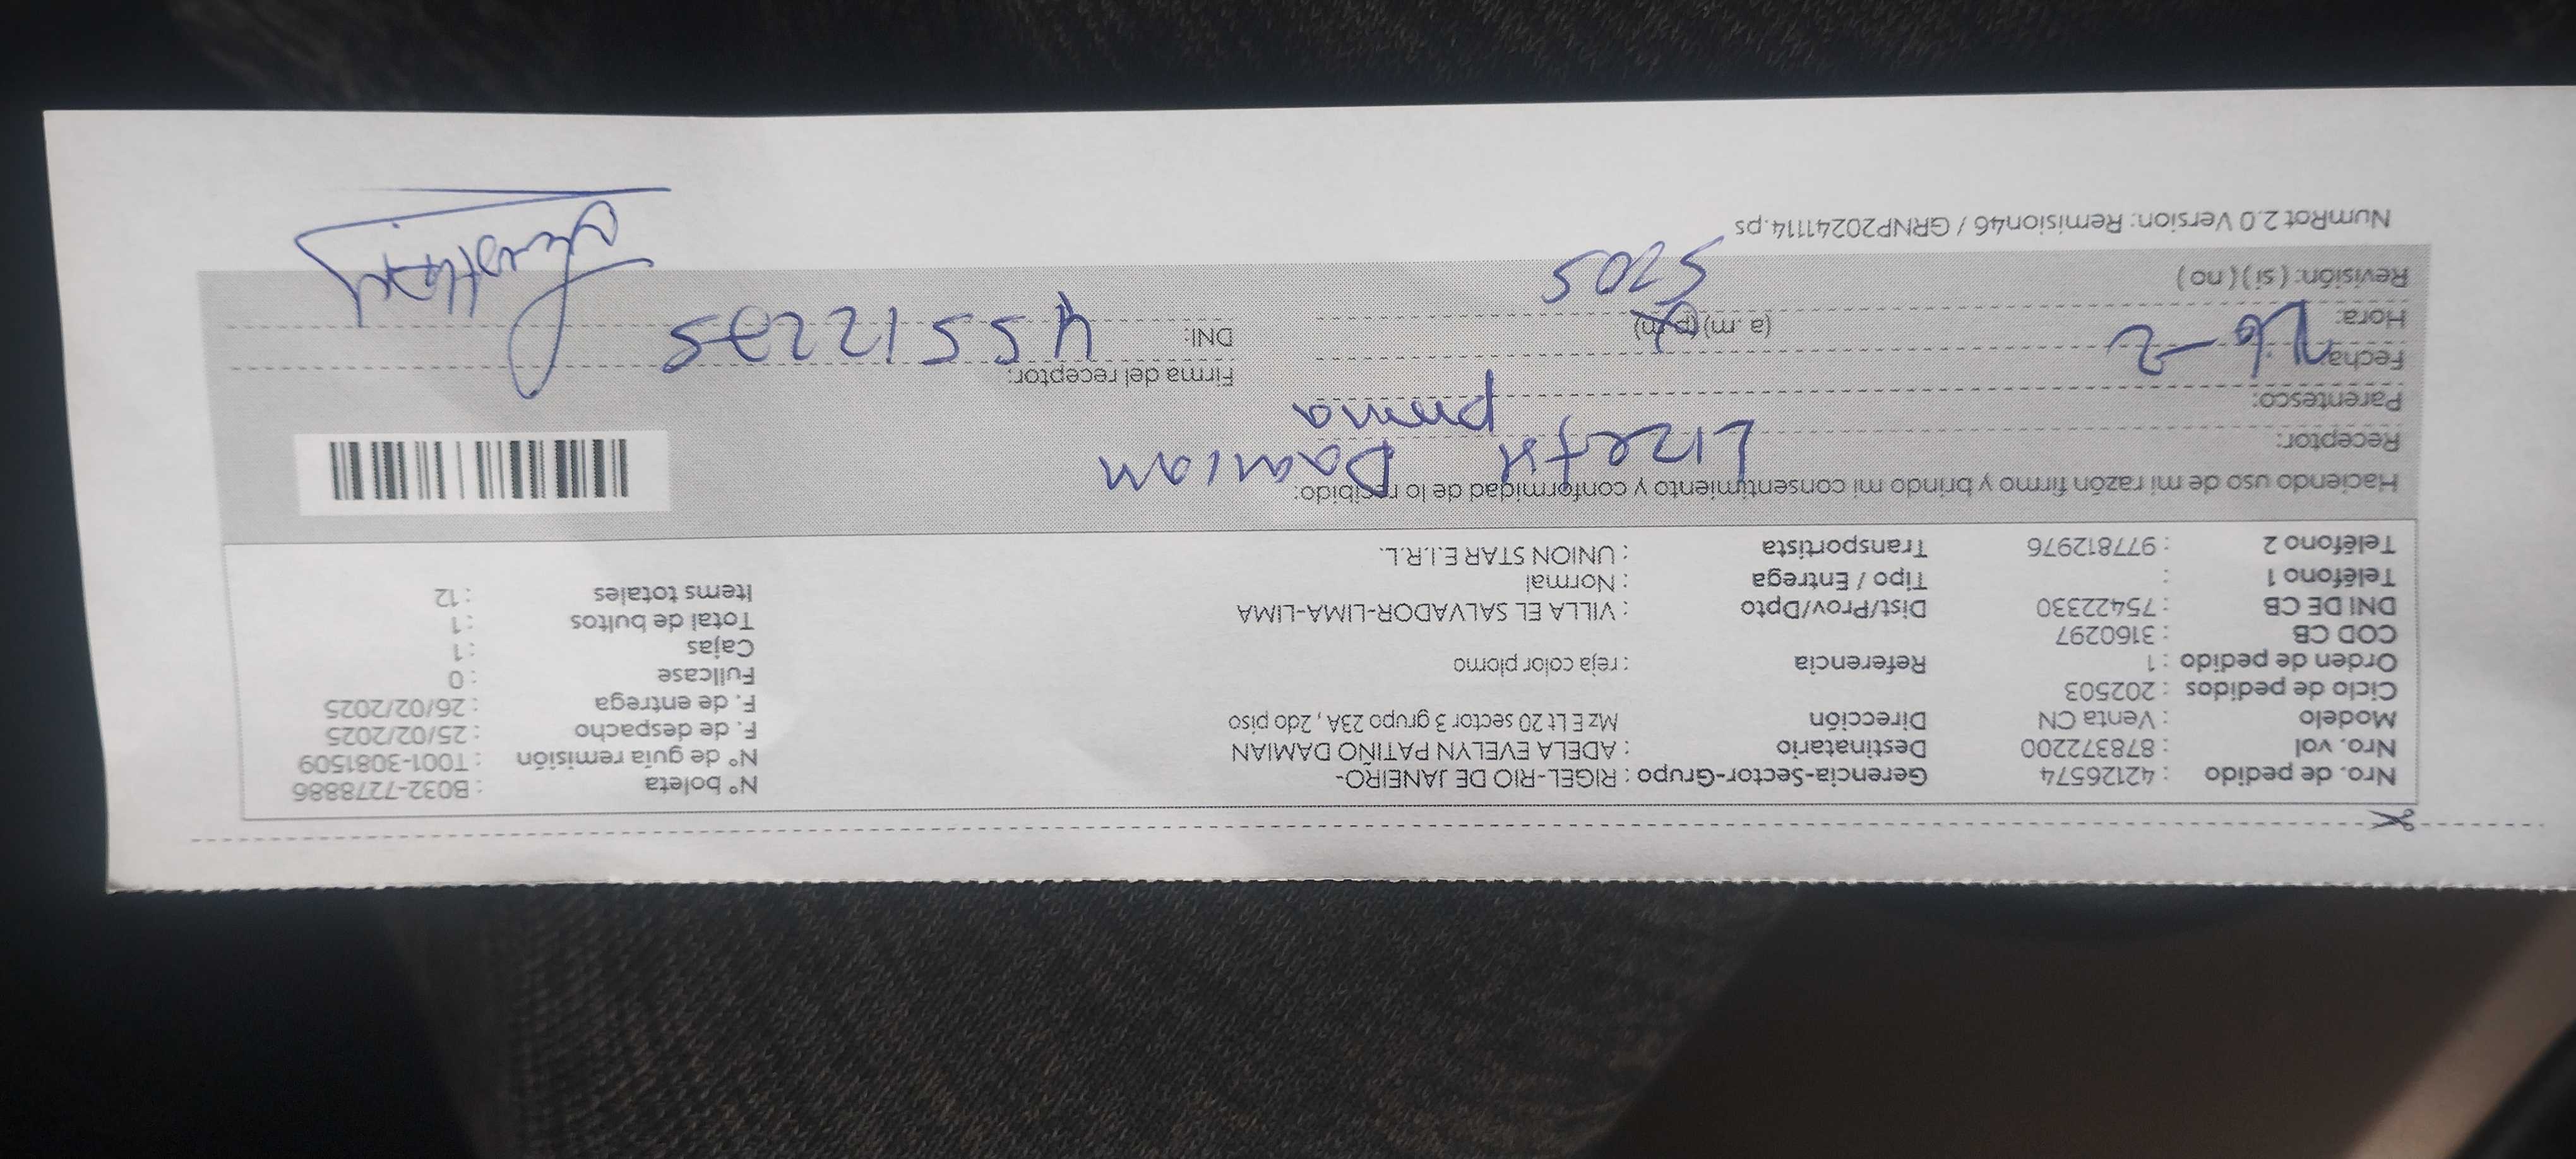 Nro. de pedido : 42126574 Gerencia-Sector-Grupo : RIGEL-RIO DE JANEIRO- N° boleta : B032-7278886
Nro. vol : 878372200 Destinatario : ADELA EVELYN PATIÑO DAMIAN N° de guía remisión : T001-3081509
Modelo : Venta CN Dirección Mz E Lt 20 sector 3 grupo 23A , 2do piso F. de despacho : 25/02/2025
Ciclo de pedidos : 202503 F. de entrega : 26/02/2025
Orden de pedido : 1 Referencia : reja color plomo Fullcase : 0
COD CB : 3160297 Cajas : 1
DNI DE CB : 75422330 Dist/Prov/Dpto : VILLA EL SALVADOR-LIMA-LIMA Total de bultos : 1
Teléfono 1 : Tipo / Entrega : Normal Items totales : 12
Teléfono 2 : 977812976 Transportista : UNION STAR E.I.R.L.
Haciendo uso de mi razón firmo y brindo mi consentimiento y conformidad de lo recibido:
Receptor: Lizeth Damian
Parentesco: prima
Fecha: 26-2 Firma del receptor:
Hora: (a. m) (p. m) DNI:
Revisión: ( si ) ( no ) 5205
NumRot 2.0 Version: Remision46 / GRNP20241114.ps